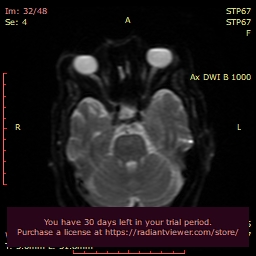 Im: 32/48
Se: 4
A
STP67
STP67
F
Ax DWI B 1000
R
L
You have 30 days left in your trial period.
Purchase a license at https://radiantviewer.com/store/